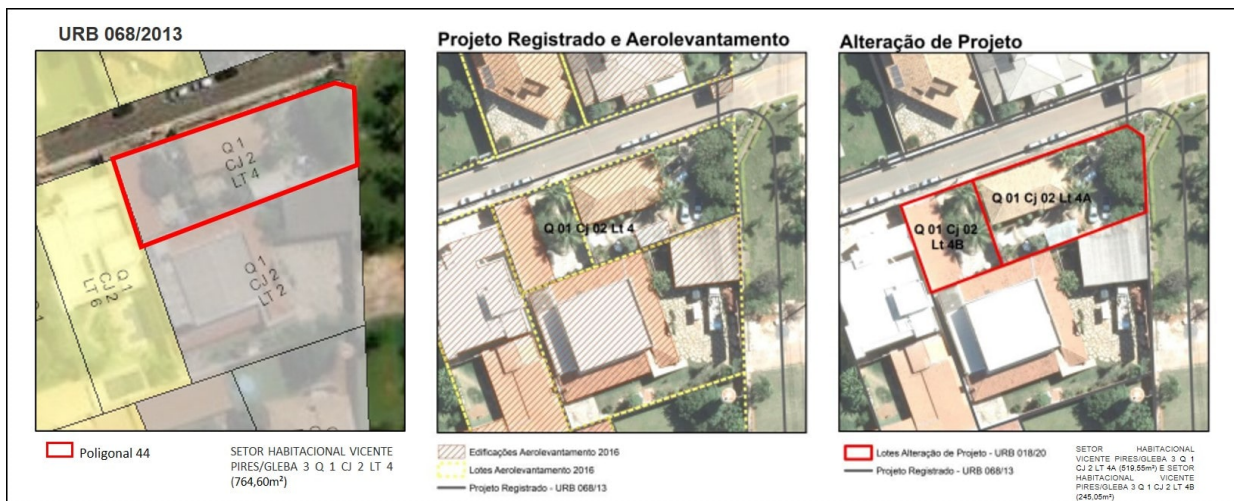 URB 068/2013
Q 1
CJ 2
LT 4
Q 1
CJ 2
LT 2
Q 1
CJ 2
LT 6
Poligonal 44
SETOR HABITACIONAL VICENTE
PIRES/GLEBA 3 Q 1 CJ 2 LT 4
(764,60m²)
Projeto Registrado e Aerolevantamento
Q 01 Cj 02 Lt 4
Edificações Aerolevantamento 2016
Lotes Aerolevantamento 2016
Projeto Registrado - URB 068/13
Alteração de Projeto
Q 01 Cj 02 Lt 4A
Q 01 Cj 02
Lt 4B
Lotes Alteração de Projeto - URB 018/20
Projeto Registrado - URB 068/13
SETOR HABITACIONAL
VICENTE PIRES/GLEBA 3 Q 1
CJ 2 LT 4A (519,55m²) E SETOR
HABITACIONAL VICENTE
PIRES/GLEBA 3 Q 1 CJ 2 LT 4B
(245,05m²)